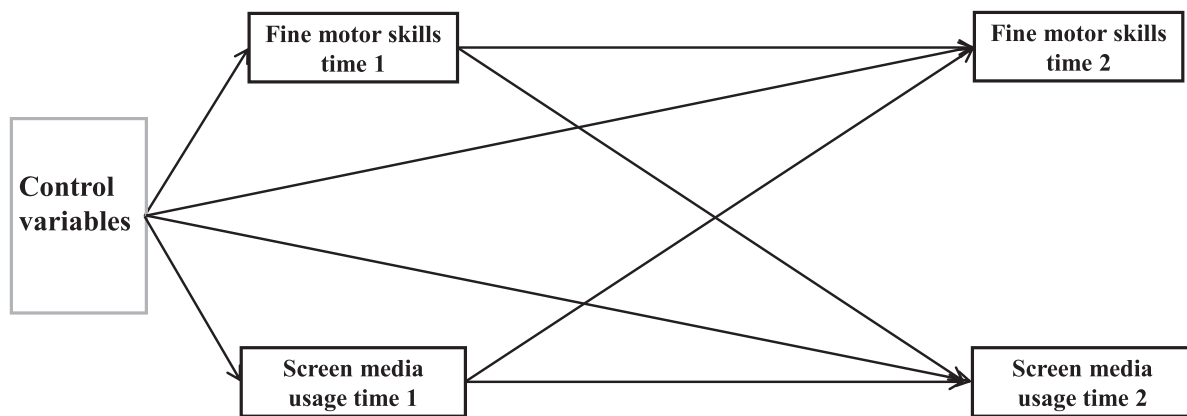 Fine motor skills
time 1
Fine motor skills
time 2
Control
variables
Screen media
usage time 1
Screen media
usage time 2